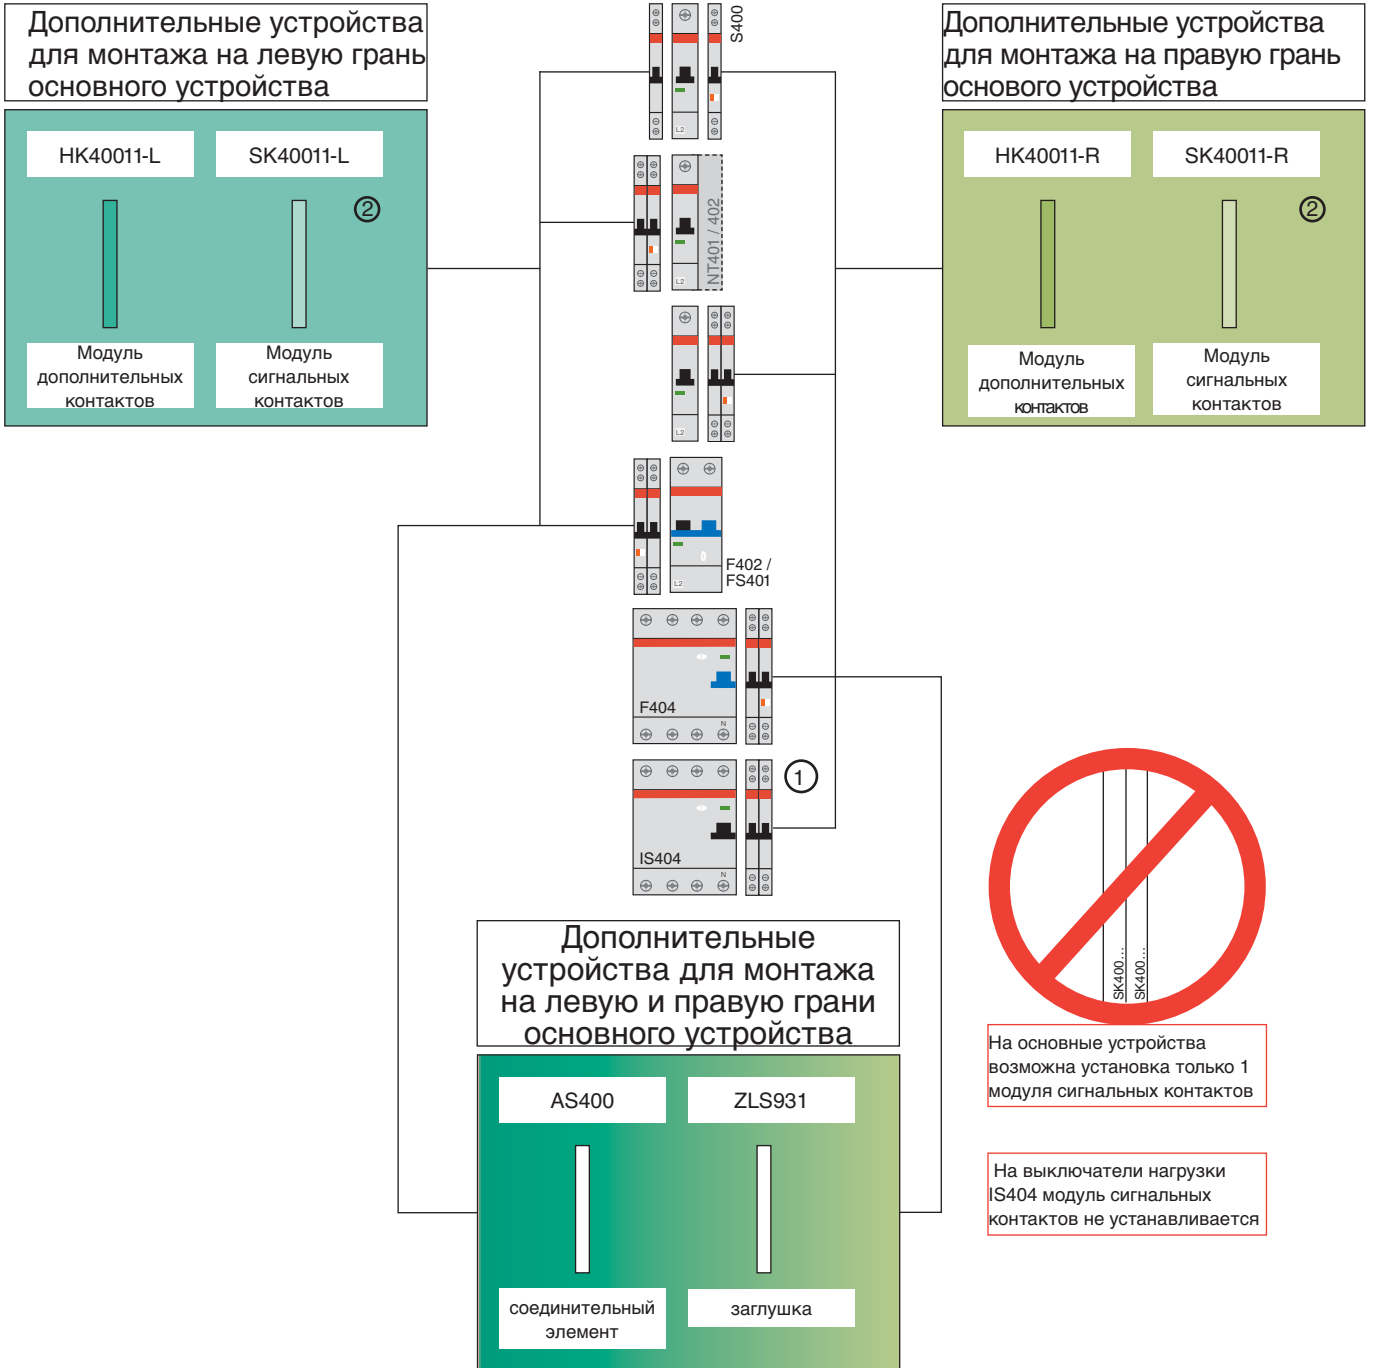 Дополнительные устройства
для монтажа на левую грань
основного устройства
S400
Дополнительные устройства
для монтажа на правую грань
основого устройства
HK40011-L
SK40011-L
2
Модуль
дополнительных
контактов
Модуль
сигнальных
контактов
L2
NT401 / 402
L2
L2
HK40011-R
SK40011-R
2
Модуль
дополнительных
контактов
Модуль
сигнальных
контактов
L2
F402 /
FS401
F404
N
1
IS404
N
SK400...
SK400...
На основные устройства
возможна установка только 1
модуля сигнальных контактов
На выключатели нагрузки
IS404 модуль сигнальных
контактов не устанавливается
Дополнительные
устройства для монтажа
на левую и правую грани
основного устройства
AS400
ZLS931
соединительный
элемент
заглушка